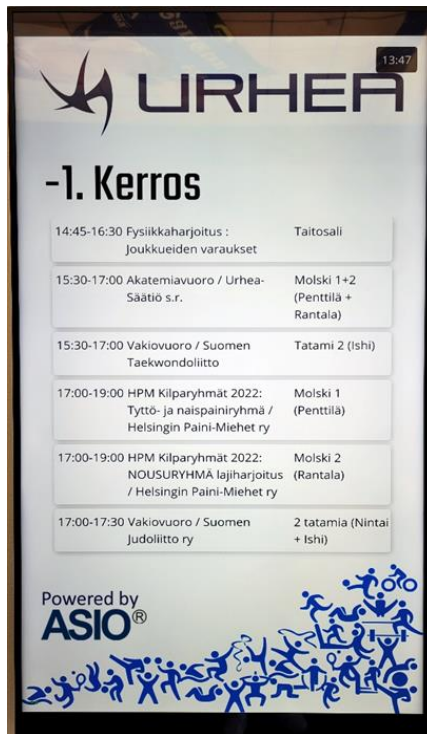 13:47
URHEA
-1. Kerros
14:45-16:30 Fysiikkaharjoitus : Taitosali
Joukkueiden varaukset
15:30-17:00 Akatemiavuoro / Urhea- Molski 1+2
Säätiö s.r. (Penttilä +
Rantala)
15:30-17:00 Vakiovuoro / Suomen Tatami 2 (Ishi)
Taekwondoliitto
17:00-19:00 HPM Kilparyhmät 2022: Molski 1
Tyttö- ja naispainiryhmä / (Penttilä)
Helsingin Paini-Miehet ry
17:00-19:00 HPM Kilparyhmät 2022: Molski 2
NOUSURYHMÄ lajiharjoitus (Rantala)
/ Helsingin Paini-Miehet ry
17:00-17:30 Vakiovuoro / Suomen 2 tatamia (Nintai
Judoliitto ry + Ishi)
Powered by
ASIO®